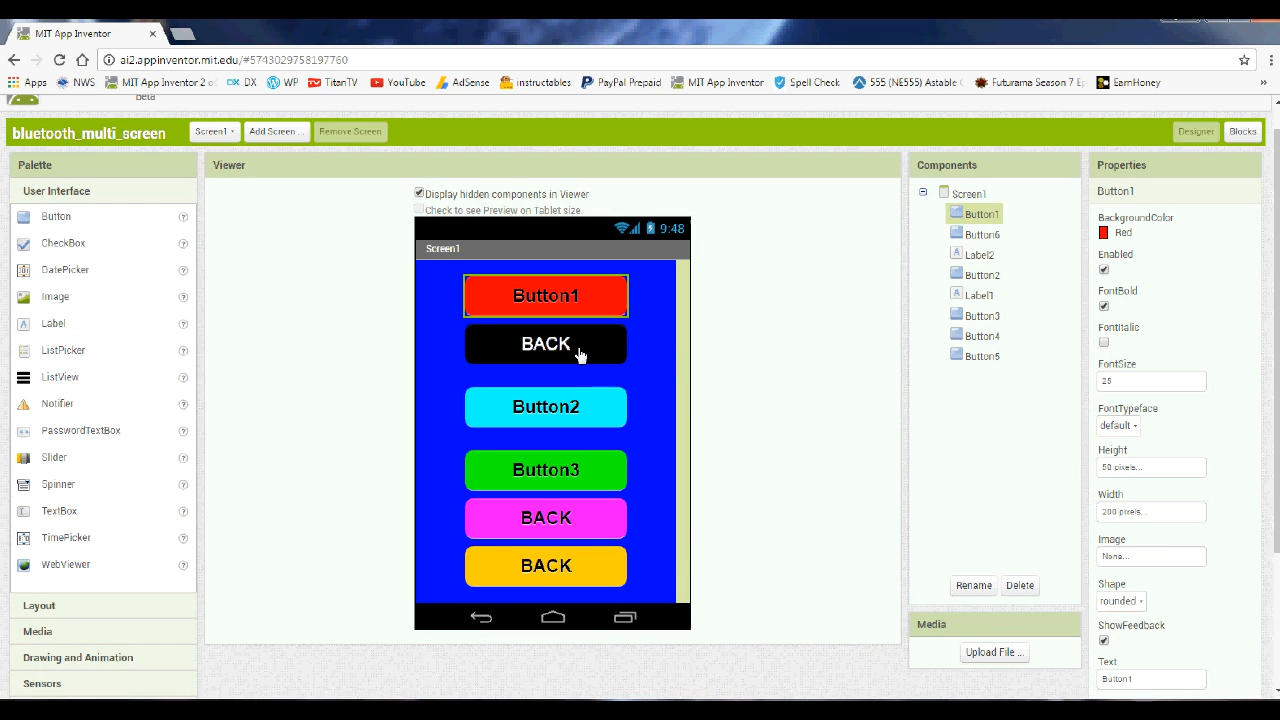 MIT App Inventor
ai2.appinventor.mit.edu/#5743029758197760
Apps NWS MIT App Inventor 2 o DX DX WP TitanTV YouTube AdSense instructables PayPal Prepaid MIT App Inventor Spell Check 555 (NE555) Astable C Futurama Season 7 Ep EarnHoney »
beta
bluetooth_multi_screen Screen1 Add Screen ... Remove Screen Designer Blocks
Palette
User Interface
Button
CheckBox
DatePicker
Image
Label
ListPicker
ListView
Notifier
PasswordTextBox
Slider
Spinner
TextBox
TimePicker
WebViewer
Layout
Media
Drawing and Animation
Sensors
Viewer
Display hidden components in Viewer
Check to see Preview on Tablet size.
9:48
Screen1
Button1
BACK
Button2
Button3
BACK
BACK
Components
Screen1
Button1
Button6
Label2
Button2
Label1
Button3
Button4
Button5
Rename Delete
Media
Upload File ...
Properties
Button1
BackgroundColor
Red
Enabled
FontBold
FontItalic
FontSize
25
FontTypeface
default
Height
50 pixels...
Width
200 pixels...
Image
None...
Shape
rounded
ShowFeedback
Text
Button1